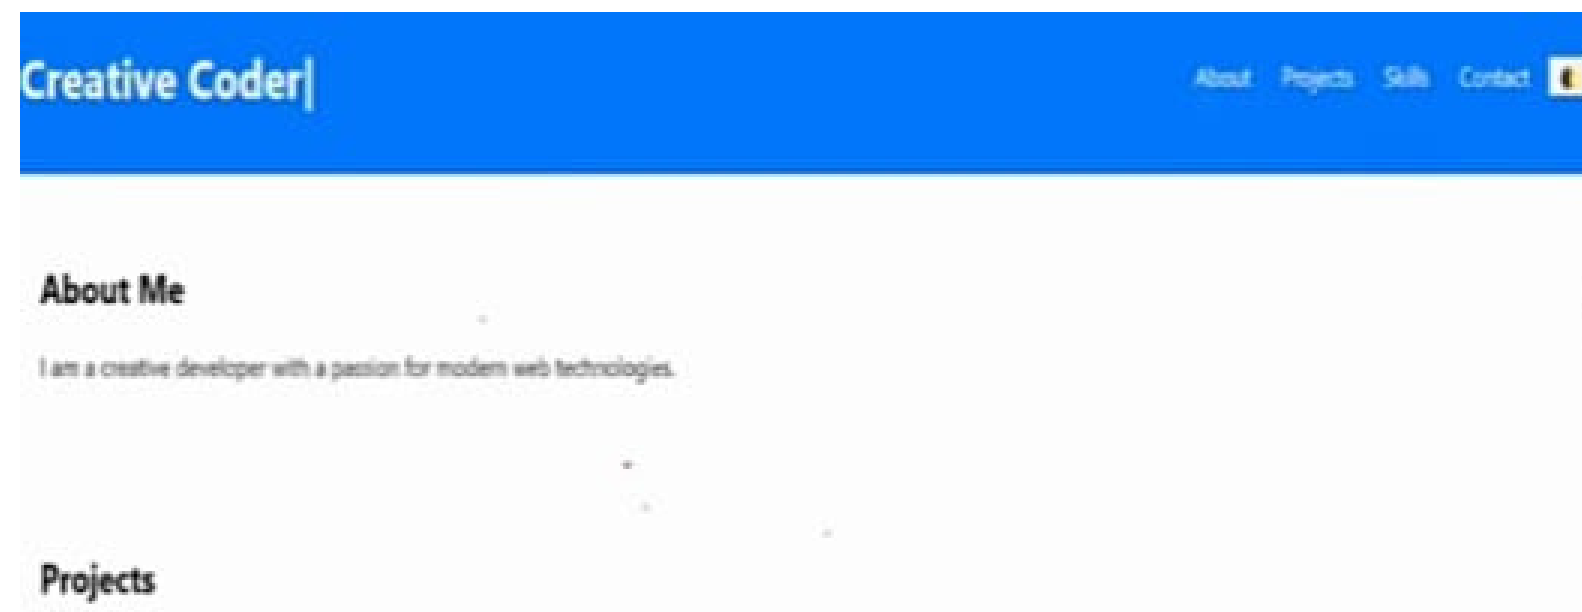 Creative Coder|
About Projects Skills Contact
About Me
I am a creative developer with a passion for modern web technologies.
Projects